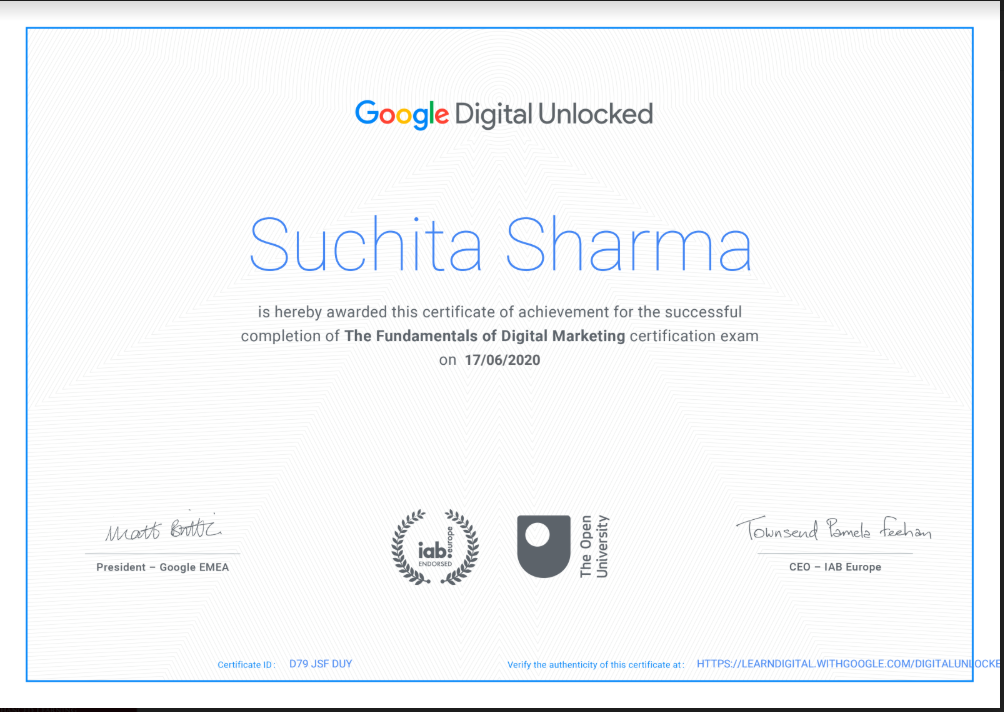 Google Digital Unlocked
Suchita Sharma
is hereby awarded this certificate of achievement for the successful
completion of The Fundamentals of Digital Marketing certification exam
on 17/06/2020
Matt Brittin
Townsend Pamela Feehan
iab. europe
ENDORSED
The Open
University
President – Google EMEA
CEO – IAB Europe
Certificate ID : D79 JSF DUY
Verify the authenticity of this certificate at : HTTPS://LEARNDIGITAL.WITHGOOGLE.COM/DIGITALUNLOCKE